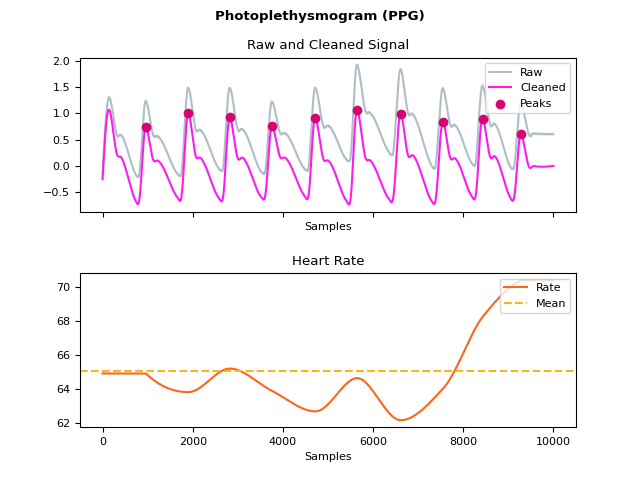 Photoplethysmogram (PPG)
Raw and Cleaned Signal
2.0
1.5
1.0
0.5
0.0
−0.5
Raw
Cleaned
Peaks
Samples
Heart Rate
70
68
66
64
62
Rate
Mean
0 2000 4000 6000 8000 10000
Samples